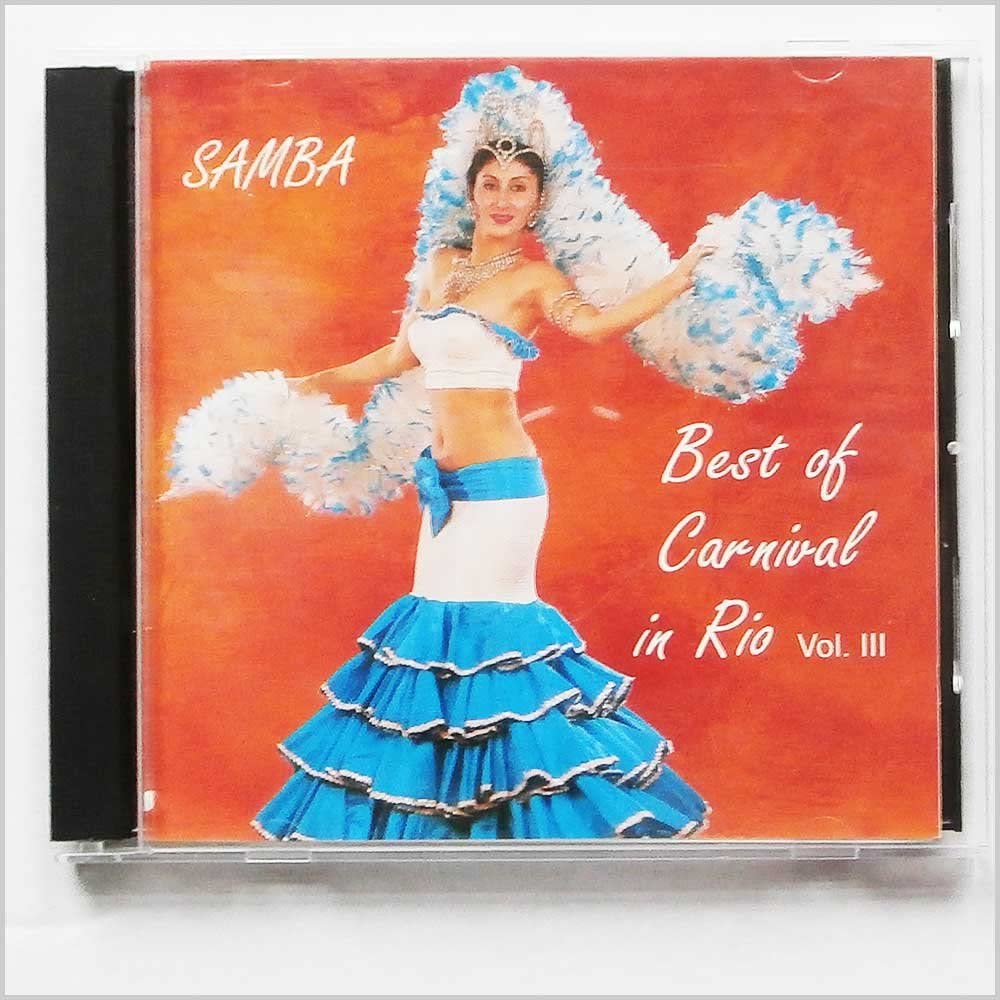 SAMBA
Best of
Carnival
in Rio Vol. III